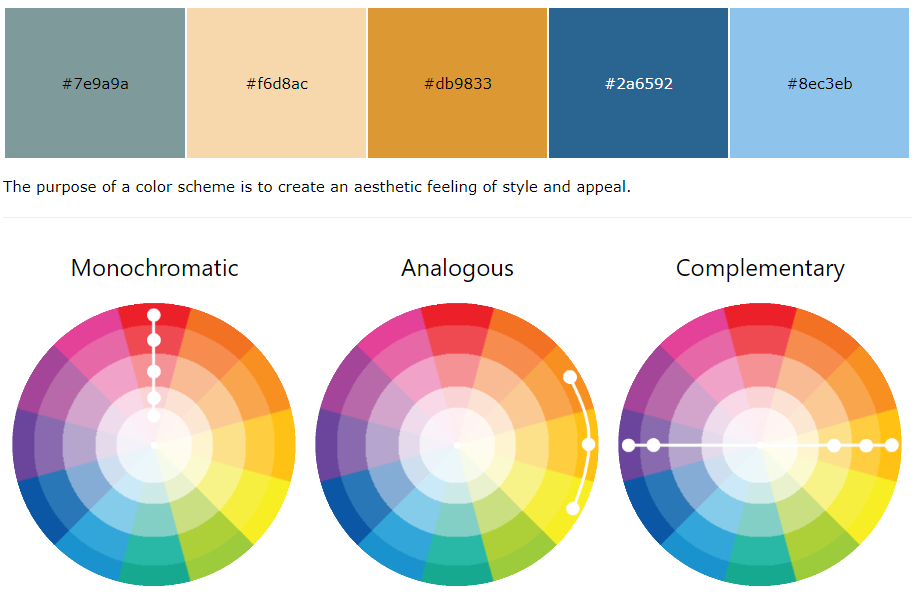 #7e9a9a #f6d8ac #db9833 #2a6592 #8ec3eb
The purpose of a color scheme is to create an aesthetic feeling of style and appeal.
Monochromatic Analogous Complementary